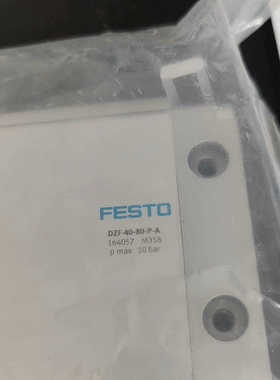 FESTO
DZF-40-80-P-A
164057 M358
p max 10 bar